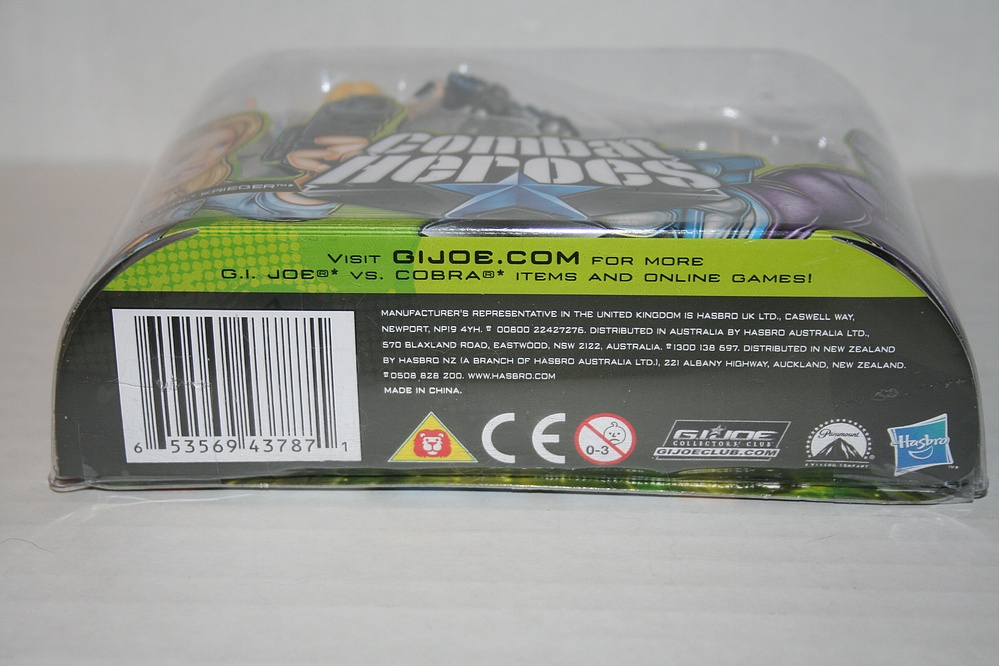 Combat
Heroes
KRIEGER™*
VISIT GIJOE.COM FOR MORE
G.I. JOE®* VS. COBRA®* ITEMS AND ONLINE GAMES!
MANUFACTURER'S REPRESENTATIVE IN THE UNITED KINGDOM IS HASBRO UK LTD., CASWELL WAY,
NEWPORT, NP19 4YH. ☎ 00800 22427276. DISTRIBUTED IN AUSTRALIA BY HASBRO AUSTRALIA LTD.,
570 BLAXLAND ROAD, EASTWOOD, NSW 2122, AUSTRALIA. ☎1300 138 697. DISTRIBUTED IN NEW ZEALAND
BY HASBRO NZ (A BRANCH OF HASBRO AUSTRALIA LTD.), 221 ALBANY HIGHWAY, AUCKLAND, NEW ZEALAND.
☎0508 828 200. WWW.HASBRO.COM
MADE IN CHINA.
6 53569 43787 1
CE
0-3
G.I. JOE
COLLECTORS' CLUB
GIJOECLUB.COM
Paramount
A VIACOM COMPANY
Hasbro